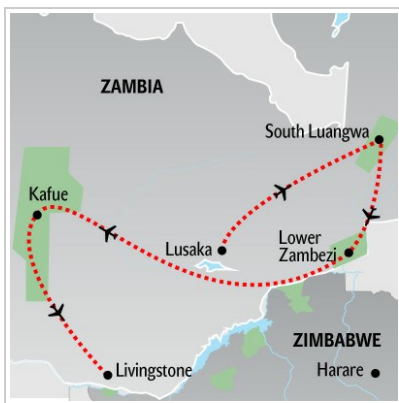 ZAMBIA
South Luangwa
Kafue
Lusaka
Lower
Zambezi
ZIMBABWE
Livingstone
Harare